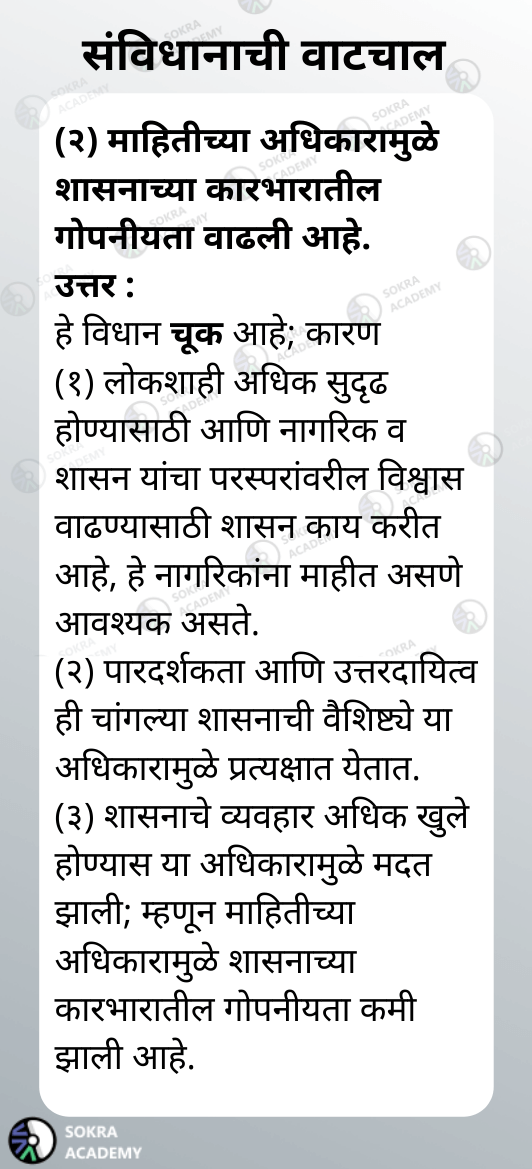 संविधानाची वाटचाल
(२) माहितीच्या अधिकारामुळे
शासनाच्या कारभारातील
गोपनीयता वाढली आहे.
उत्तर :
हे विधान चूक आहे; कारण
(१) लोकशाही अधिक सुदृढ
होण्यासाठी आणि नागरिक व
शासन यांचा परस्परांवरील विश्वास
वाढण्यासाठी शासन काय करीत
आहे, हे नागरिकांना माहीत असणे
आवश्यक असते.
(२) पारदर्शकता आणि उत्तरदायित्व
ही चांगल्या शासनाची वैशिष्ट्ये या
अधिकारामुळे प्रत्यक्षात येतात.
(३) शासनाचे व्यवहार अधिक खुले
होण्यास या अधिकारामुळे मदत
झाली; म्हणून माहितीच्या
अधिकारामुळे शासनाच्या
कारभारातील गोपनीयता कमी
झाली आहे.
SOKRA
ACADEMY